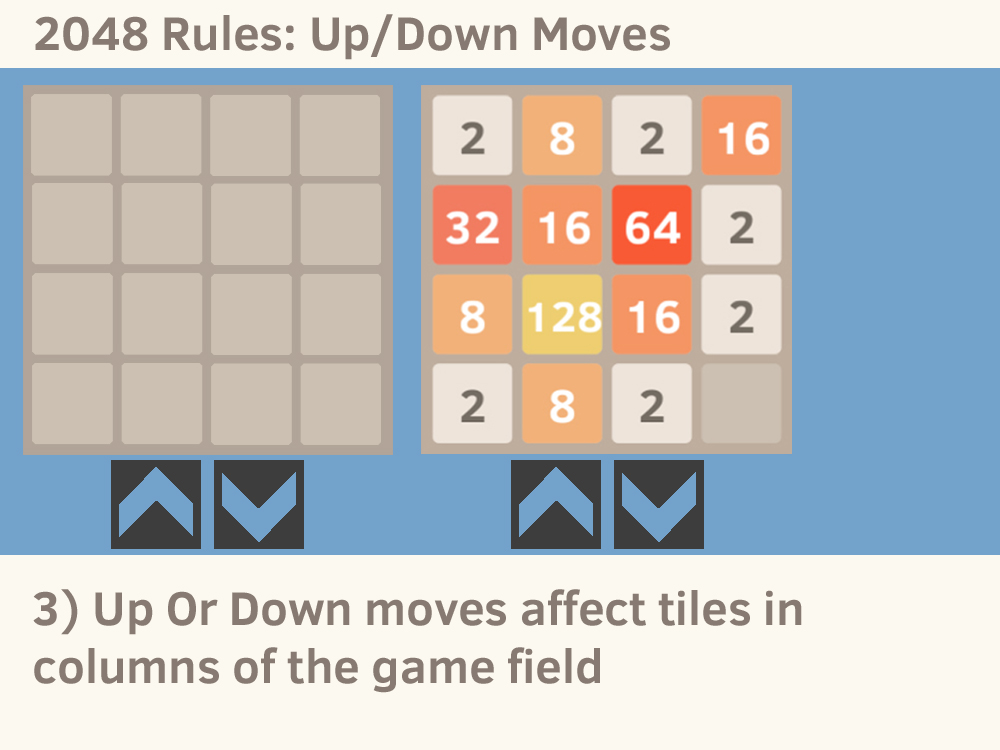 2048 Rules: Up/Down Moves
2 8 2 16
32 16 64 2
8 128 16 2
2 8 2
3) Up Or Down moves affect tiles in
columns of the game field